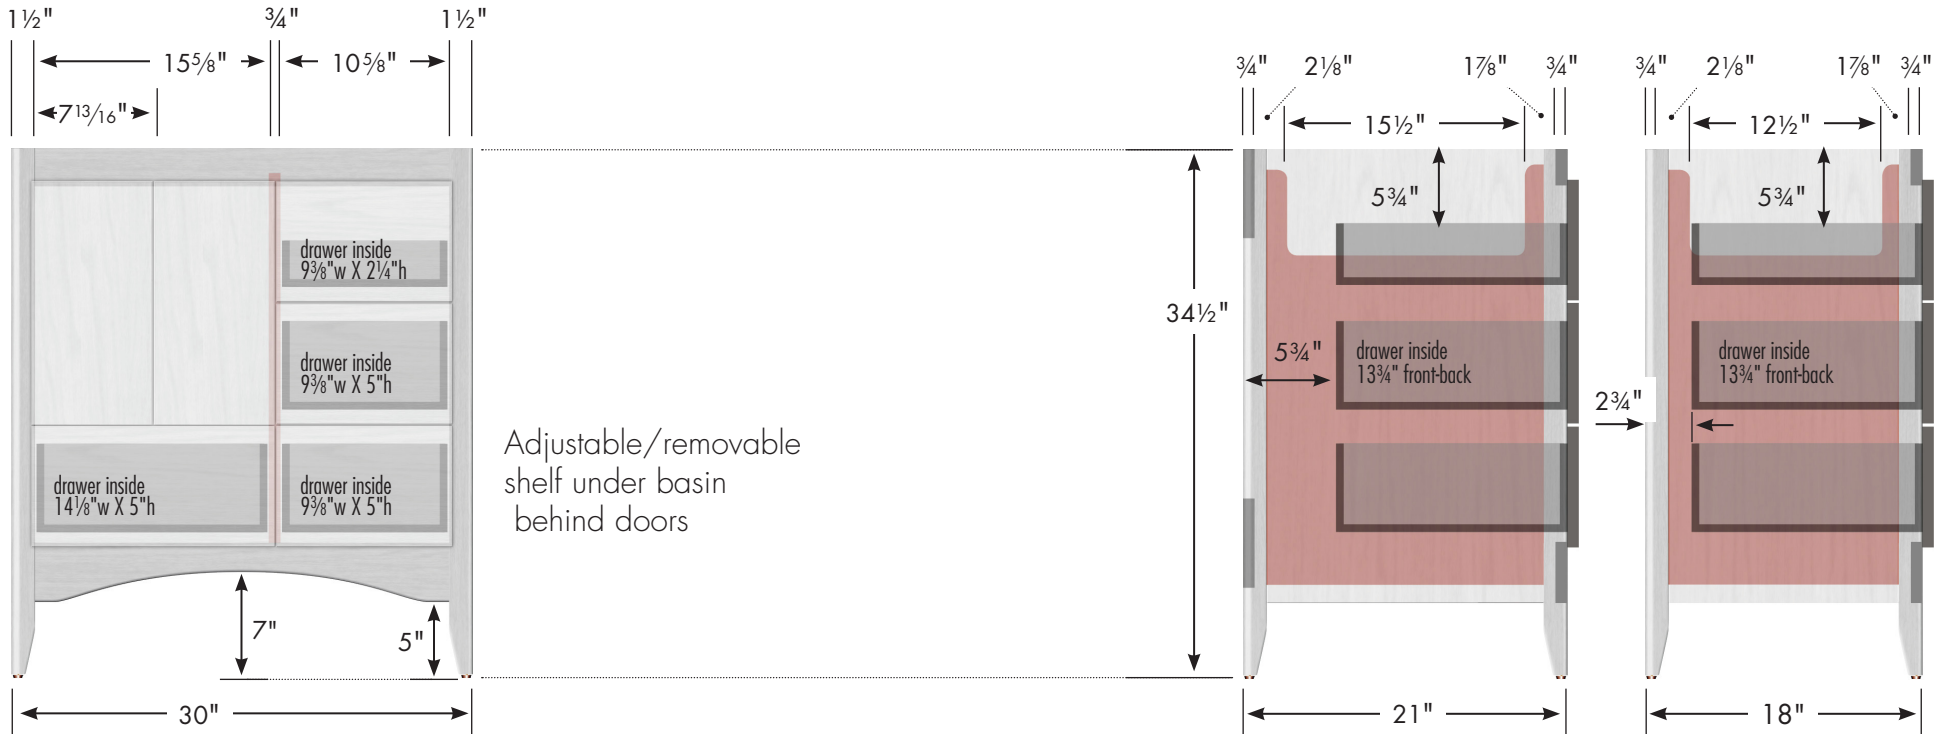 1½" ¾" 1½"
15⅝" 10⅝"
7 13/16"
drawer inside
9⅜"w X 2¼"h
drawer inside
9⅜"w X 5"h
drawer inside
14⅛"w X 5"h
drawer inside
9⅜"w X 5"h
7"
5"
30"
Adjustable/removable
shelf under basin
behind doors
34½"
¾" 2⅛" 1⅞" ¾"
15½"
5¾"
5¾"
drawer inside
13¾" front-back
21"
¾" 2⅛" 1⅞" ¾"
12½"
5¾"
drawer inside
13¾" front-back
2¾"
18"